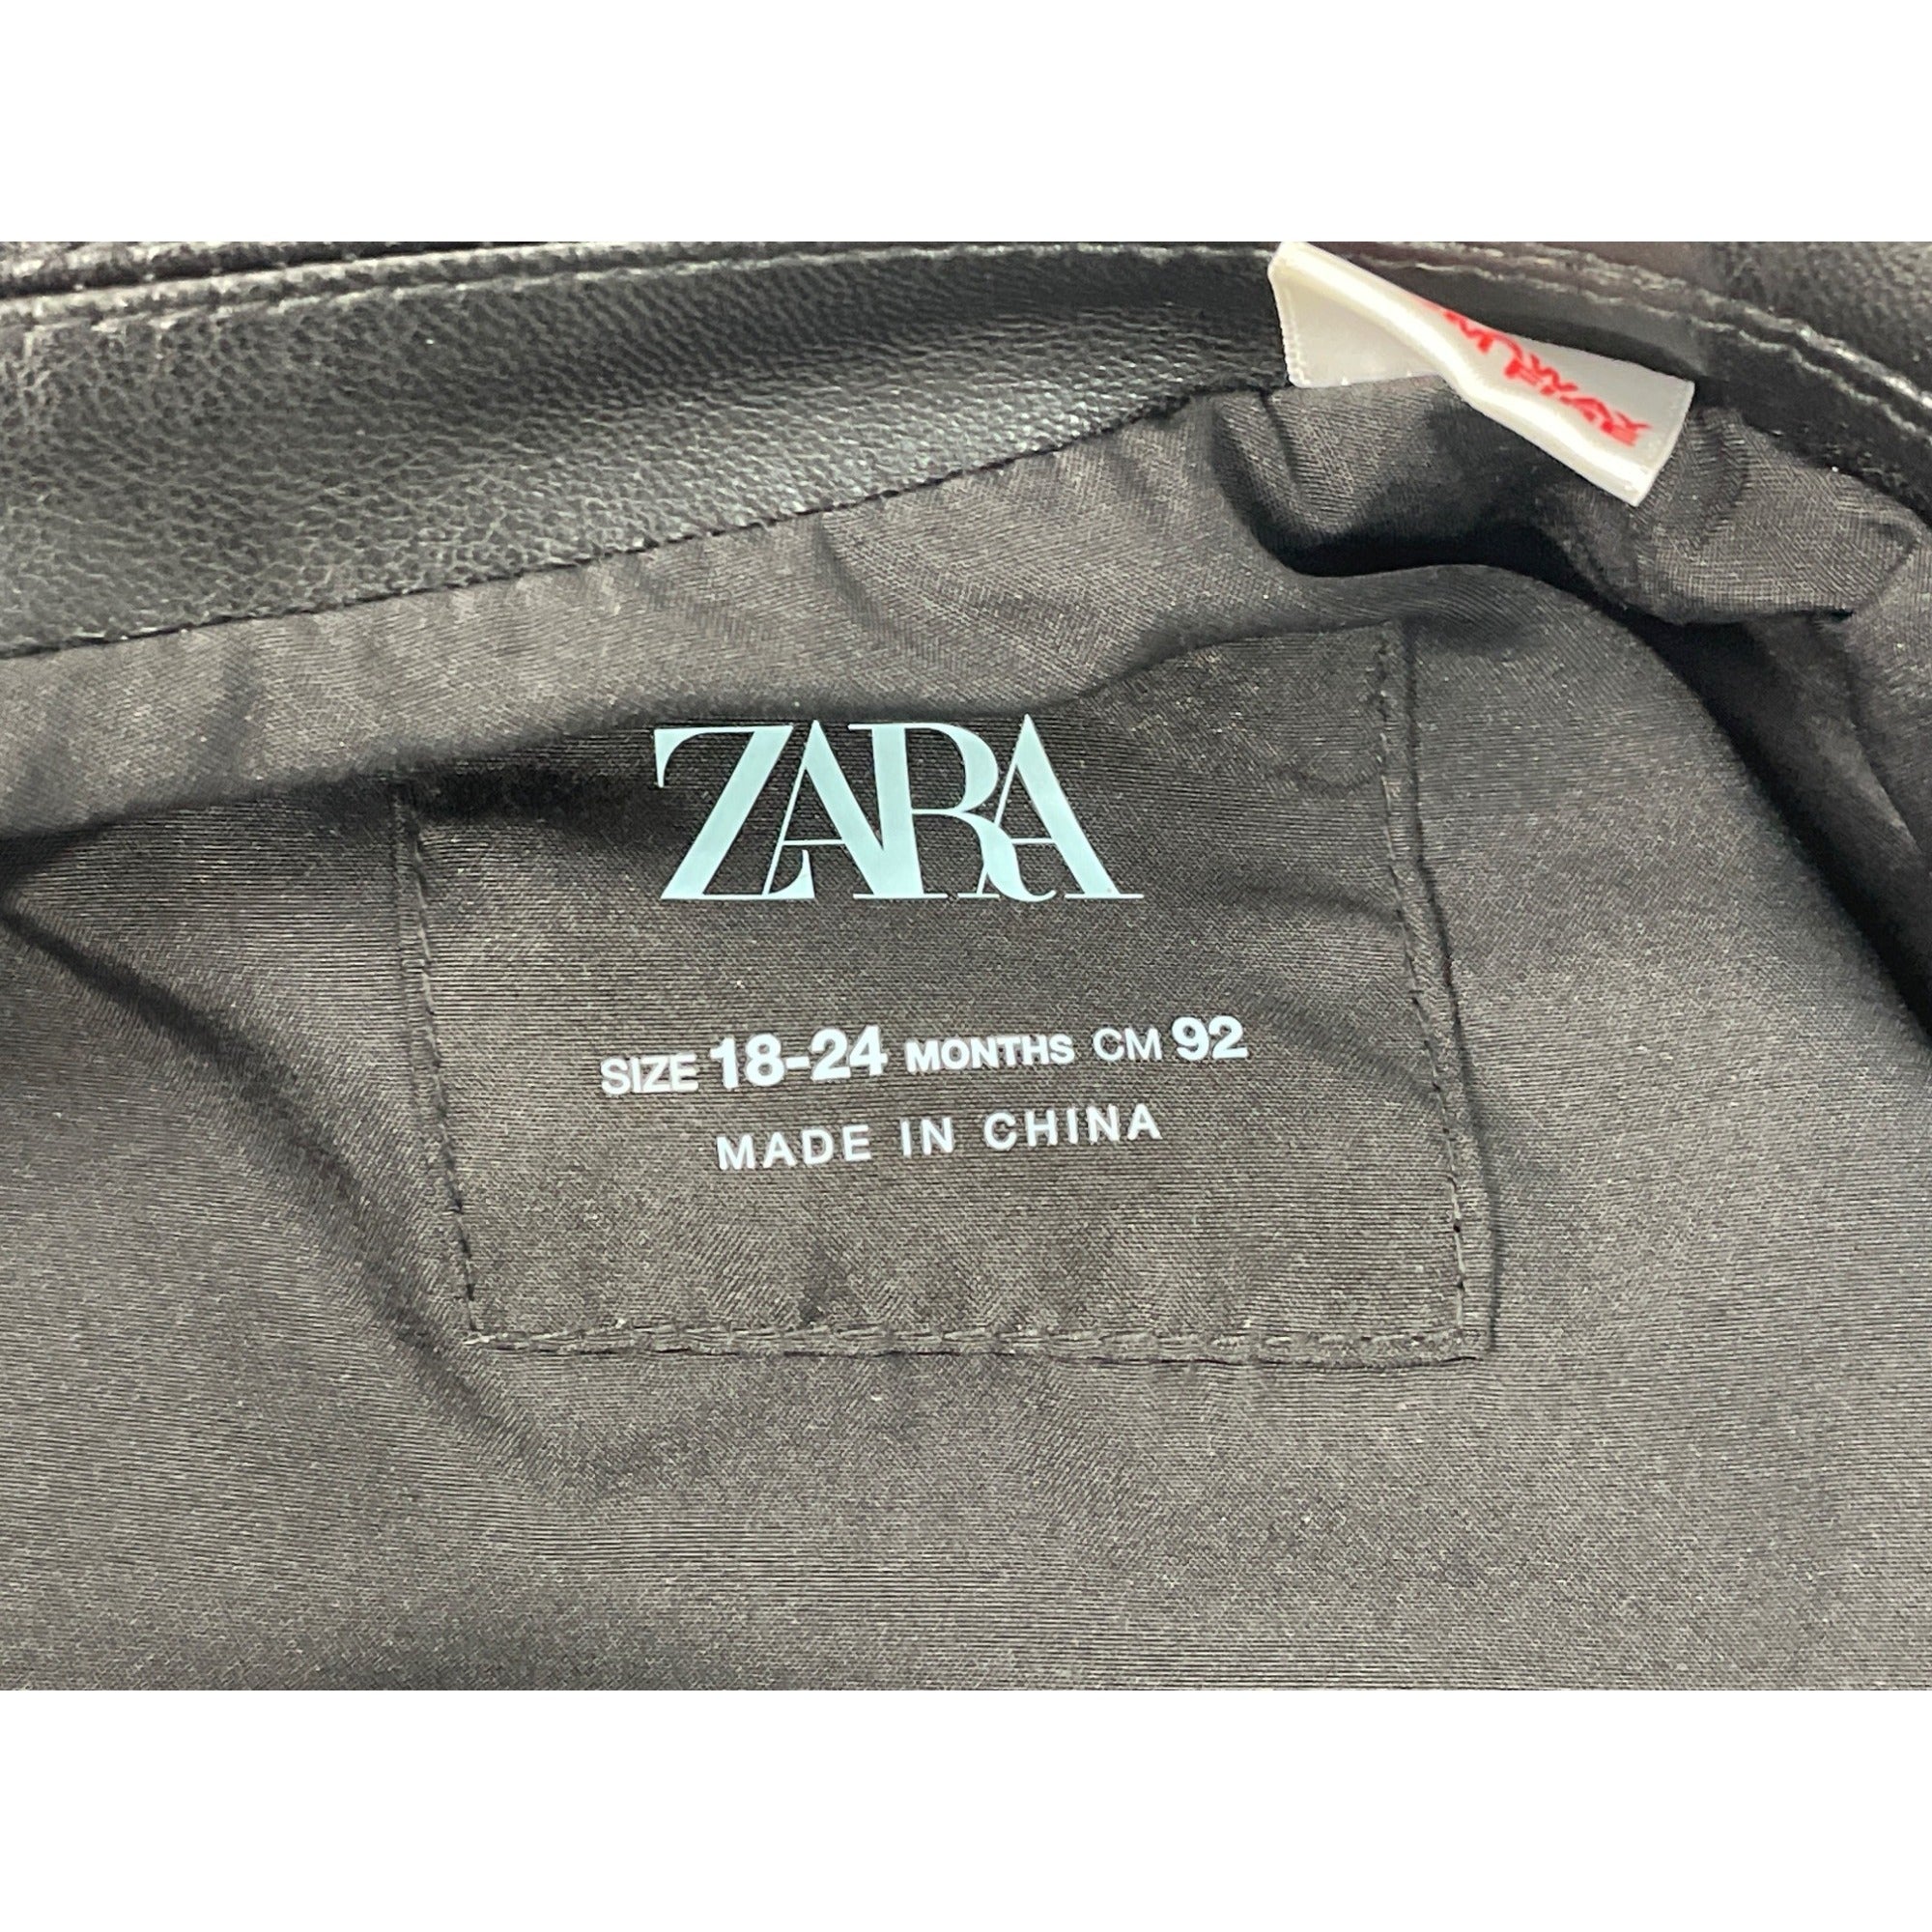 ZARA
SIZE 18-24 MONTHS CM 92
MADE IN CHINA